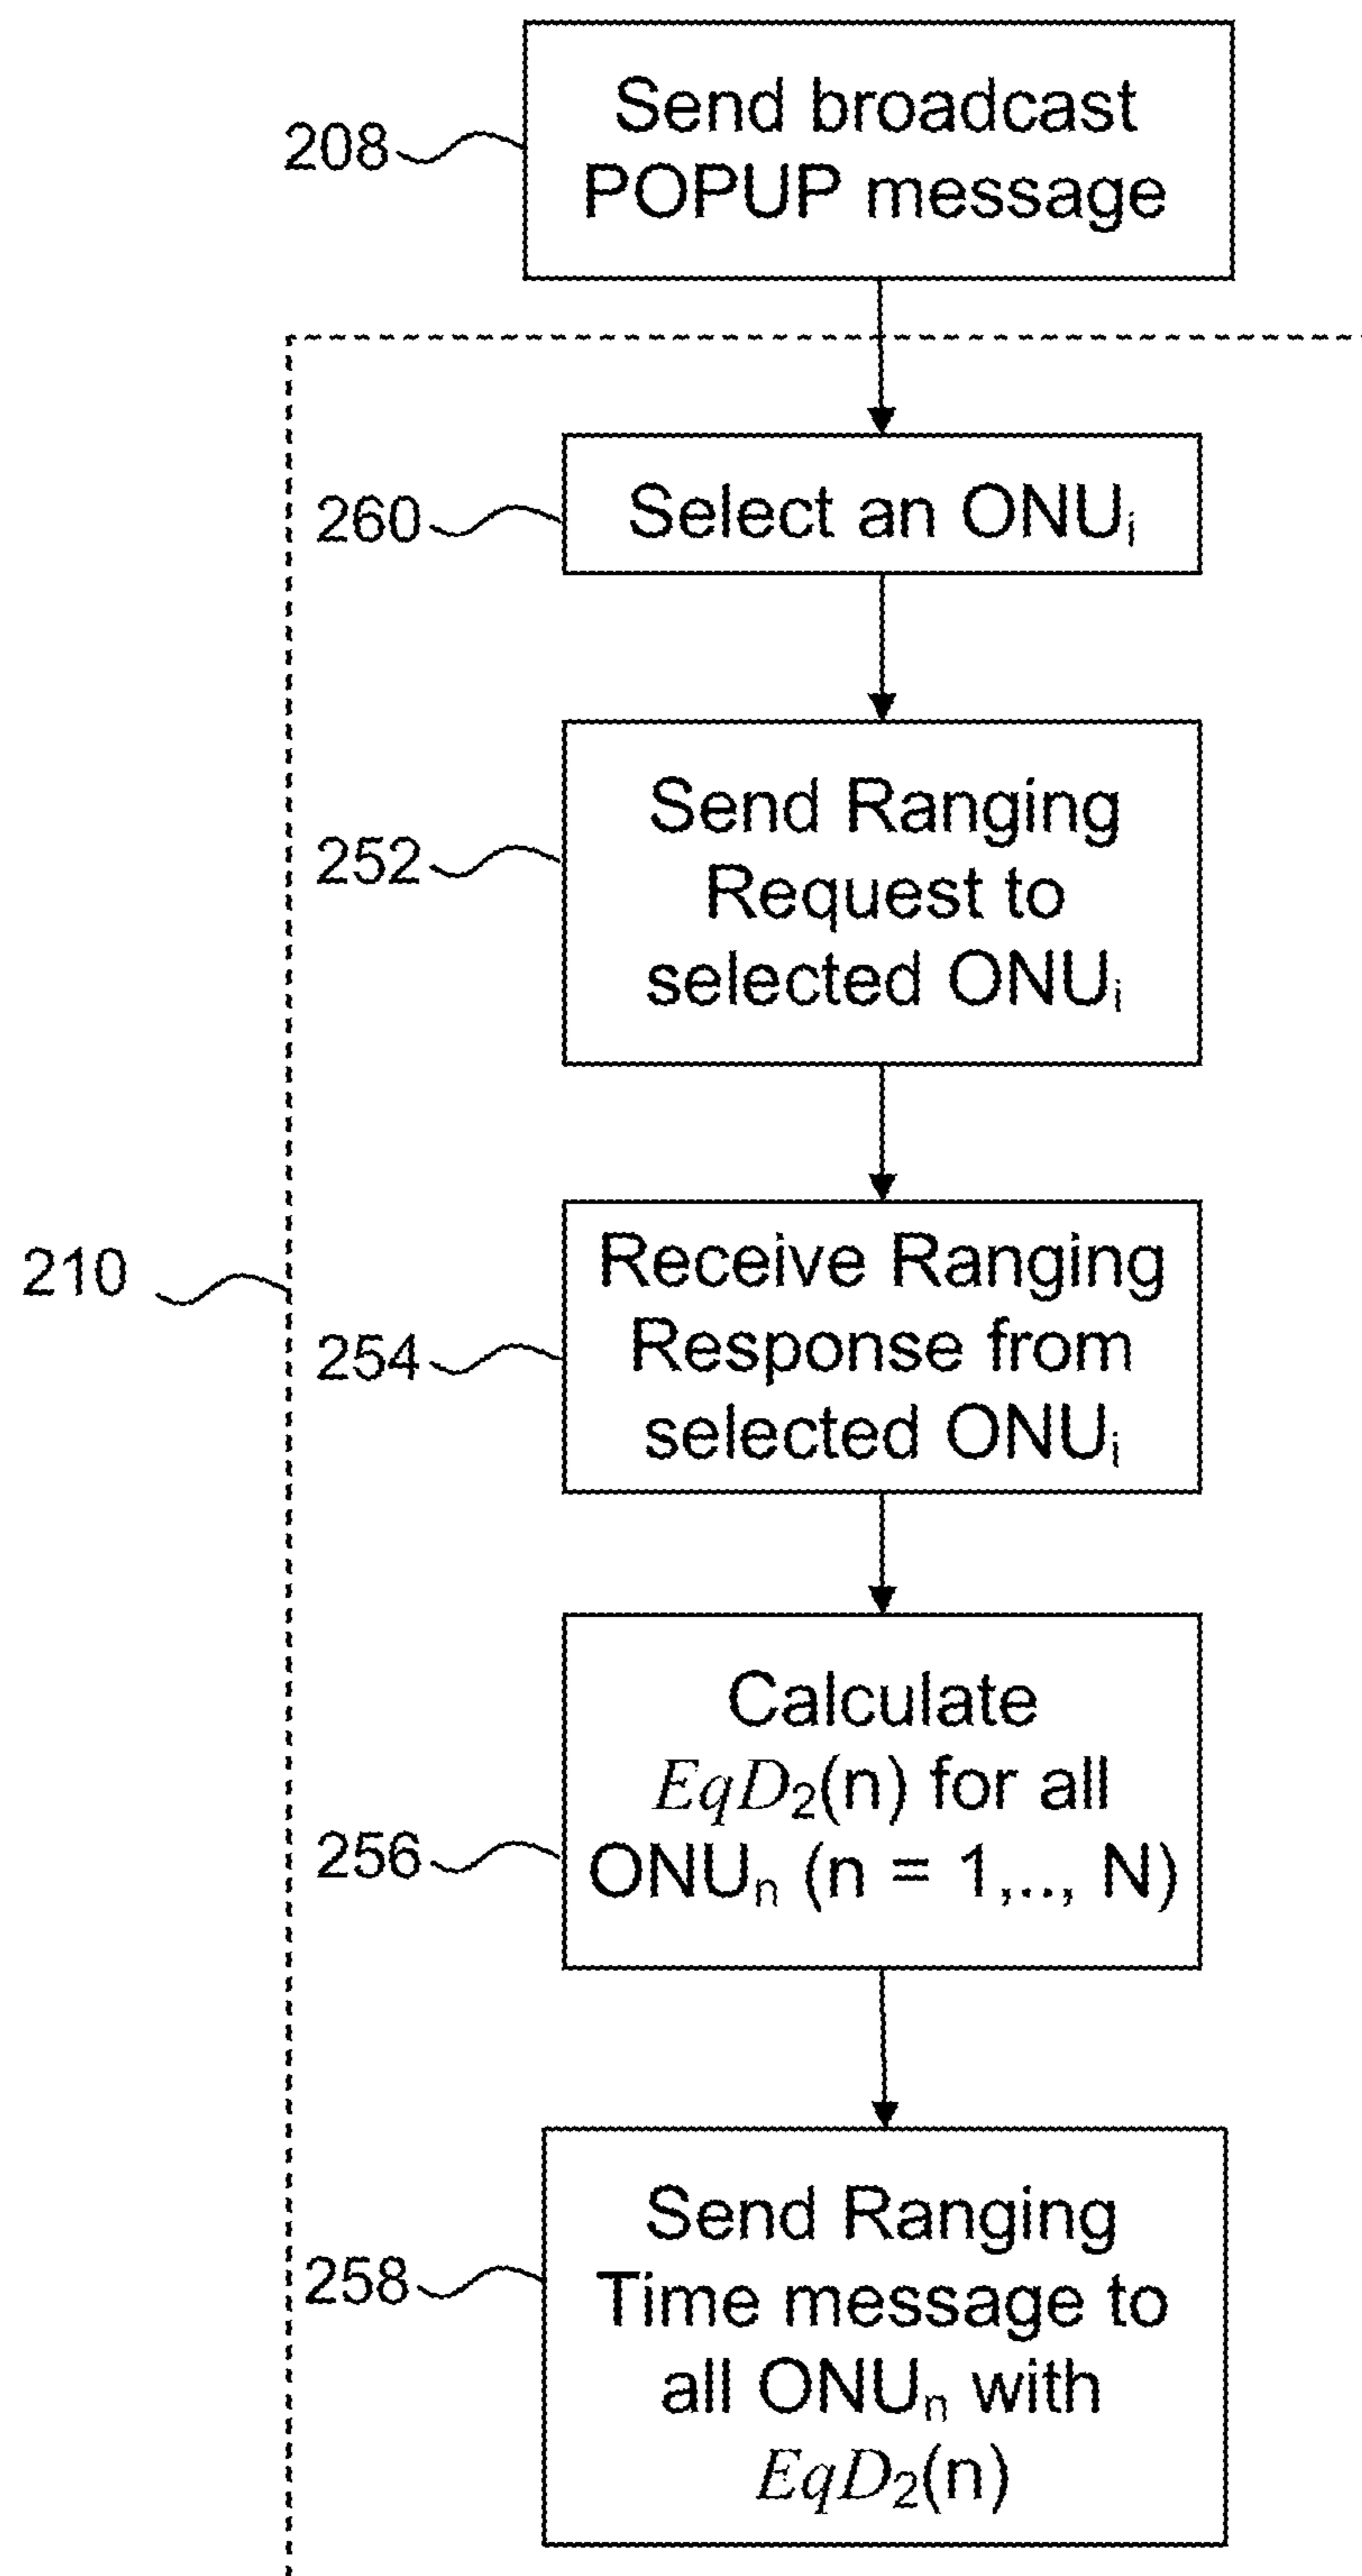 208
Send broadcast
POPUP message
260
Select an ONUi
252
Send Ranging
Request to
selected ONUi
210
254
Receive Ranging
Response from
selected ONUi
256
Calculate
EqD2(n) for all
ONUn (n = 1,.., N)
258
Send Ranging
Time message to
all ONUn with
EqD2(n)